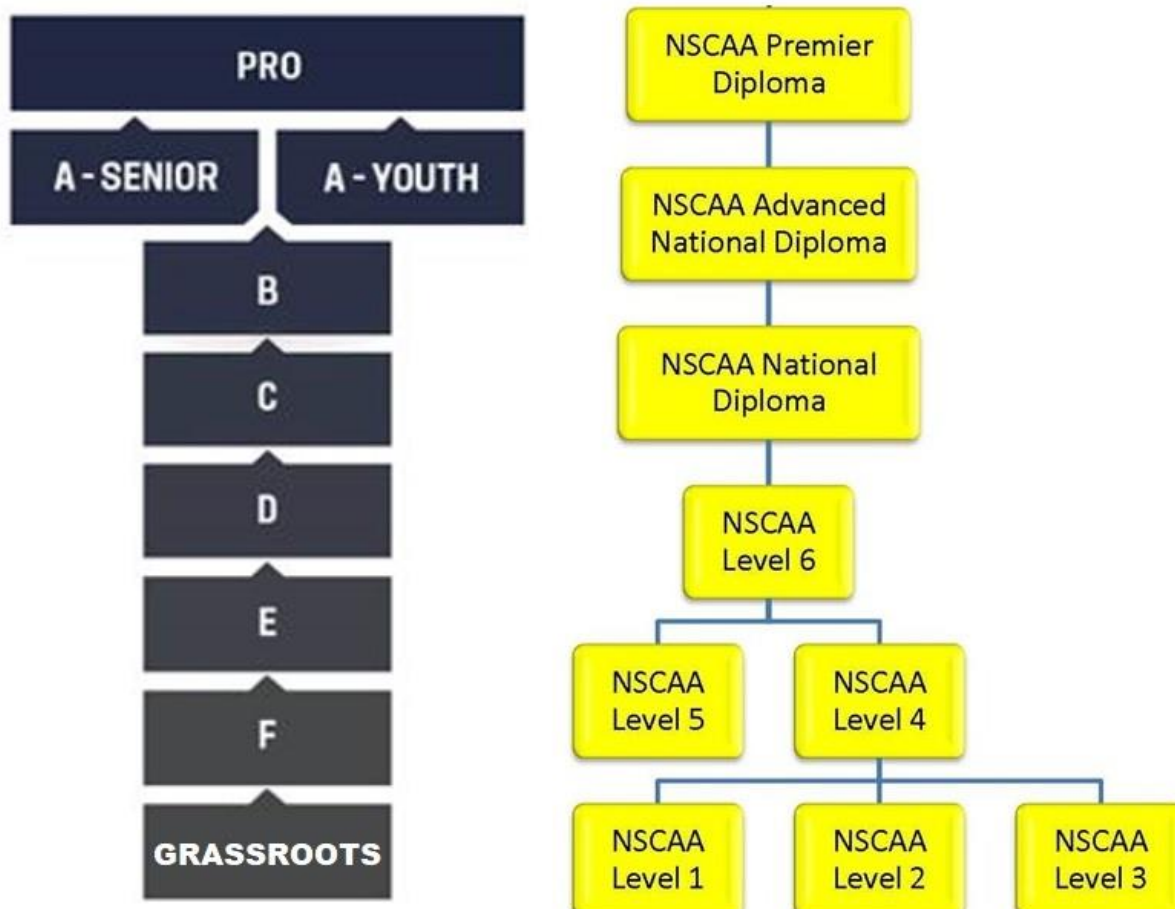 PRO
A - SENIOR
A - YOUTH
B
C
D
E
F
GRASSROOTS
NSCAA Premier
Diploma
NSCAA Advanced
National Diploma
NSCAA National
Diploma
NSCAA
Level 6
NSCAA
Level 5
NSCAA
Level 4
NSCAA
Level 1
NSCAA
Level 2
NSCAA
Level 3